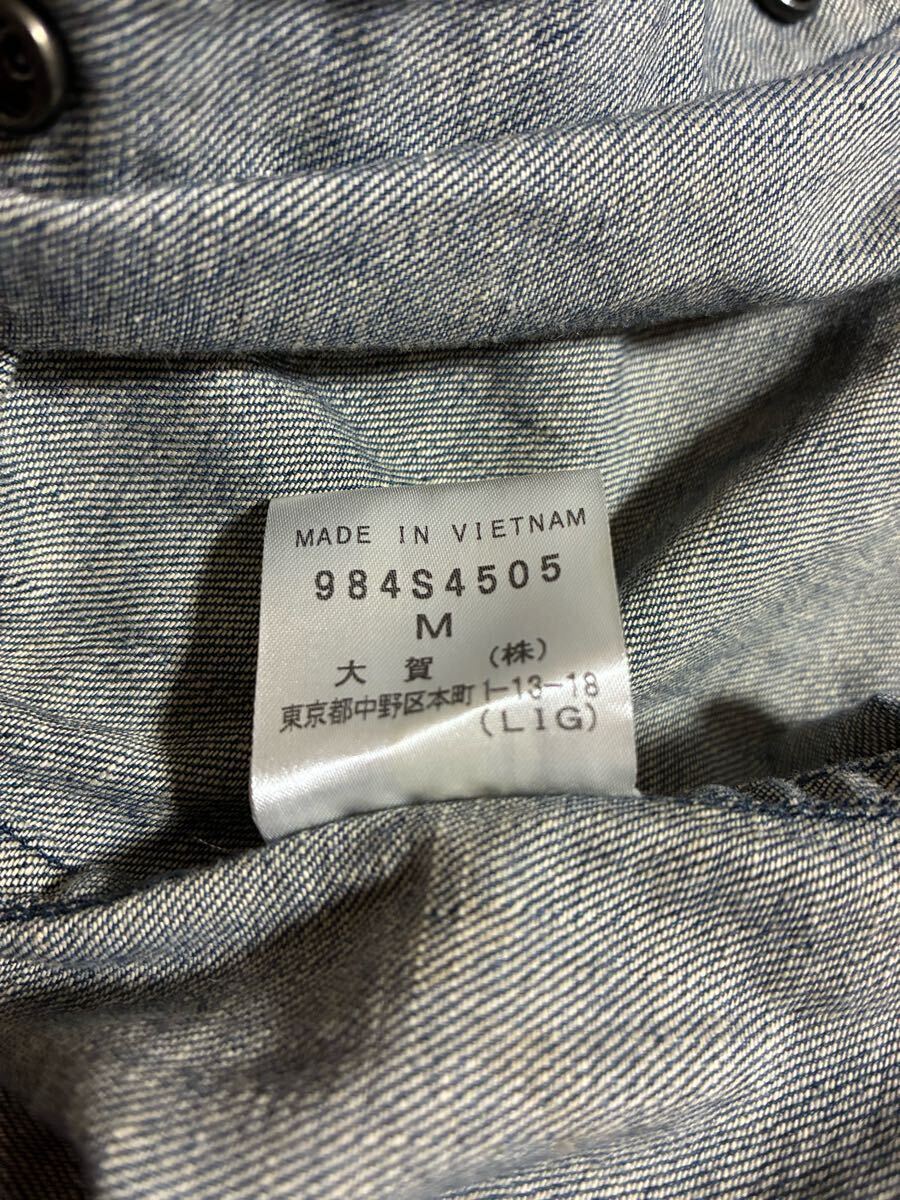 MADE IN VIETNAM
984S4505
M
大賀 (株)
東京都中野区本町1-13-18
(LIG)